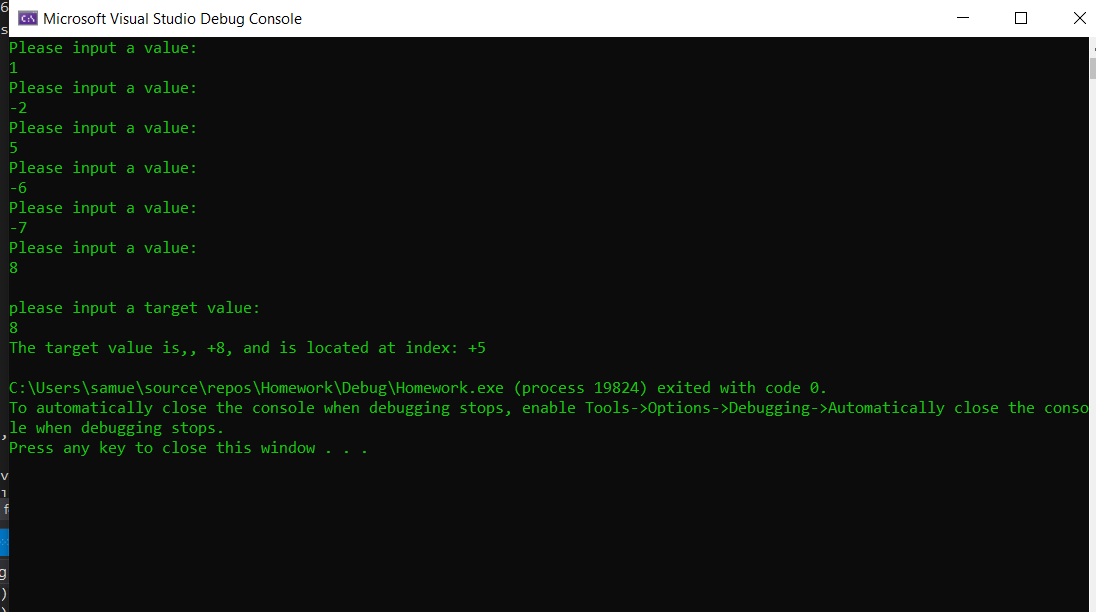 Microsoft Visual Studio Debug Console
Please input a value:
1
Please input a value:
-2
Please input a value:
5
Please input a value:
-6
Please input a value:
-7
Please input a value:
8
please input a target value:
8
The target value is,, +8, and is located at index: +5
C:\Users\samue\source\repos\Homework\Debug\Homework.exe (process 19824) exited with code 0.
To automatically close the console when debugging stops, enable Tools->Options->Debugging->Automatically close the conso
le when debugging stops.
Press any key to close this window . . .